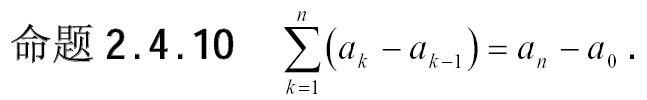 命题 2.4.10 $\sum_{k=1}^{n}(a_k - a_{k-1}) = a_n - a_0$ .